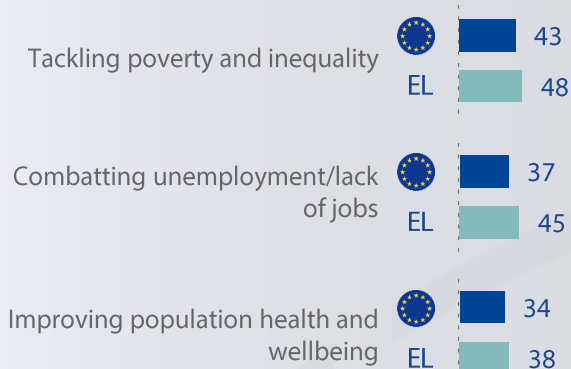 Tackling poverty and inequality
43
EL 48
Combatting unemployment/lack
of jobs
37
EL 45
Improving population health and
wellbeing
34
EL 38